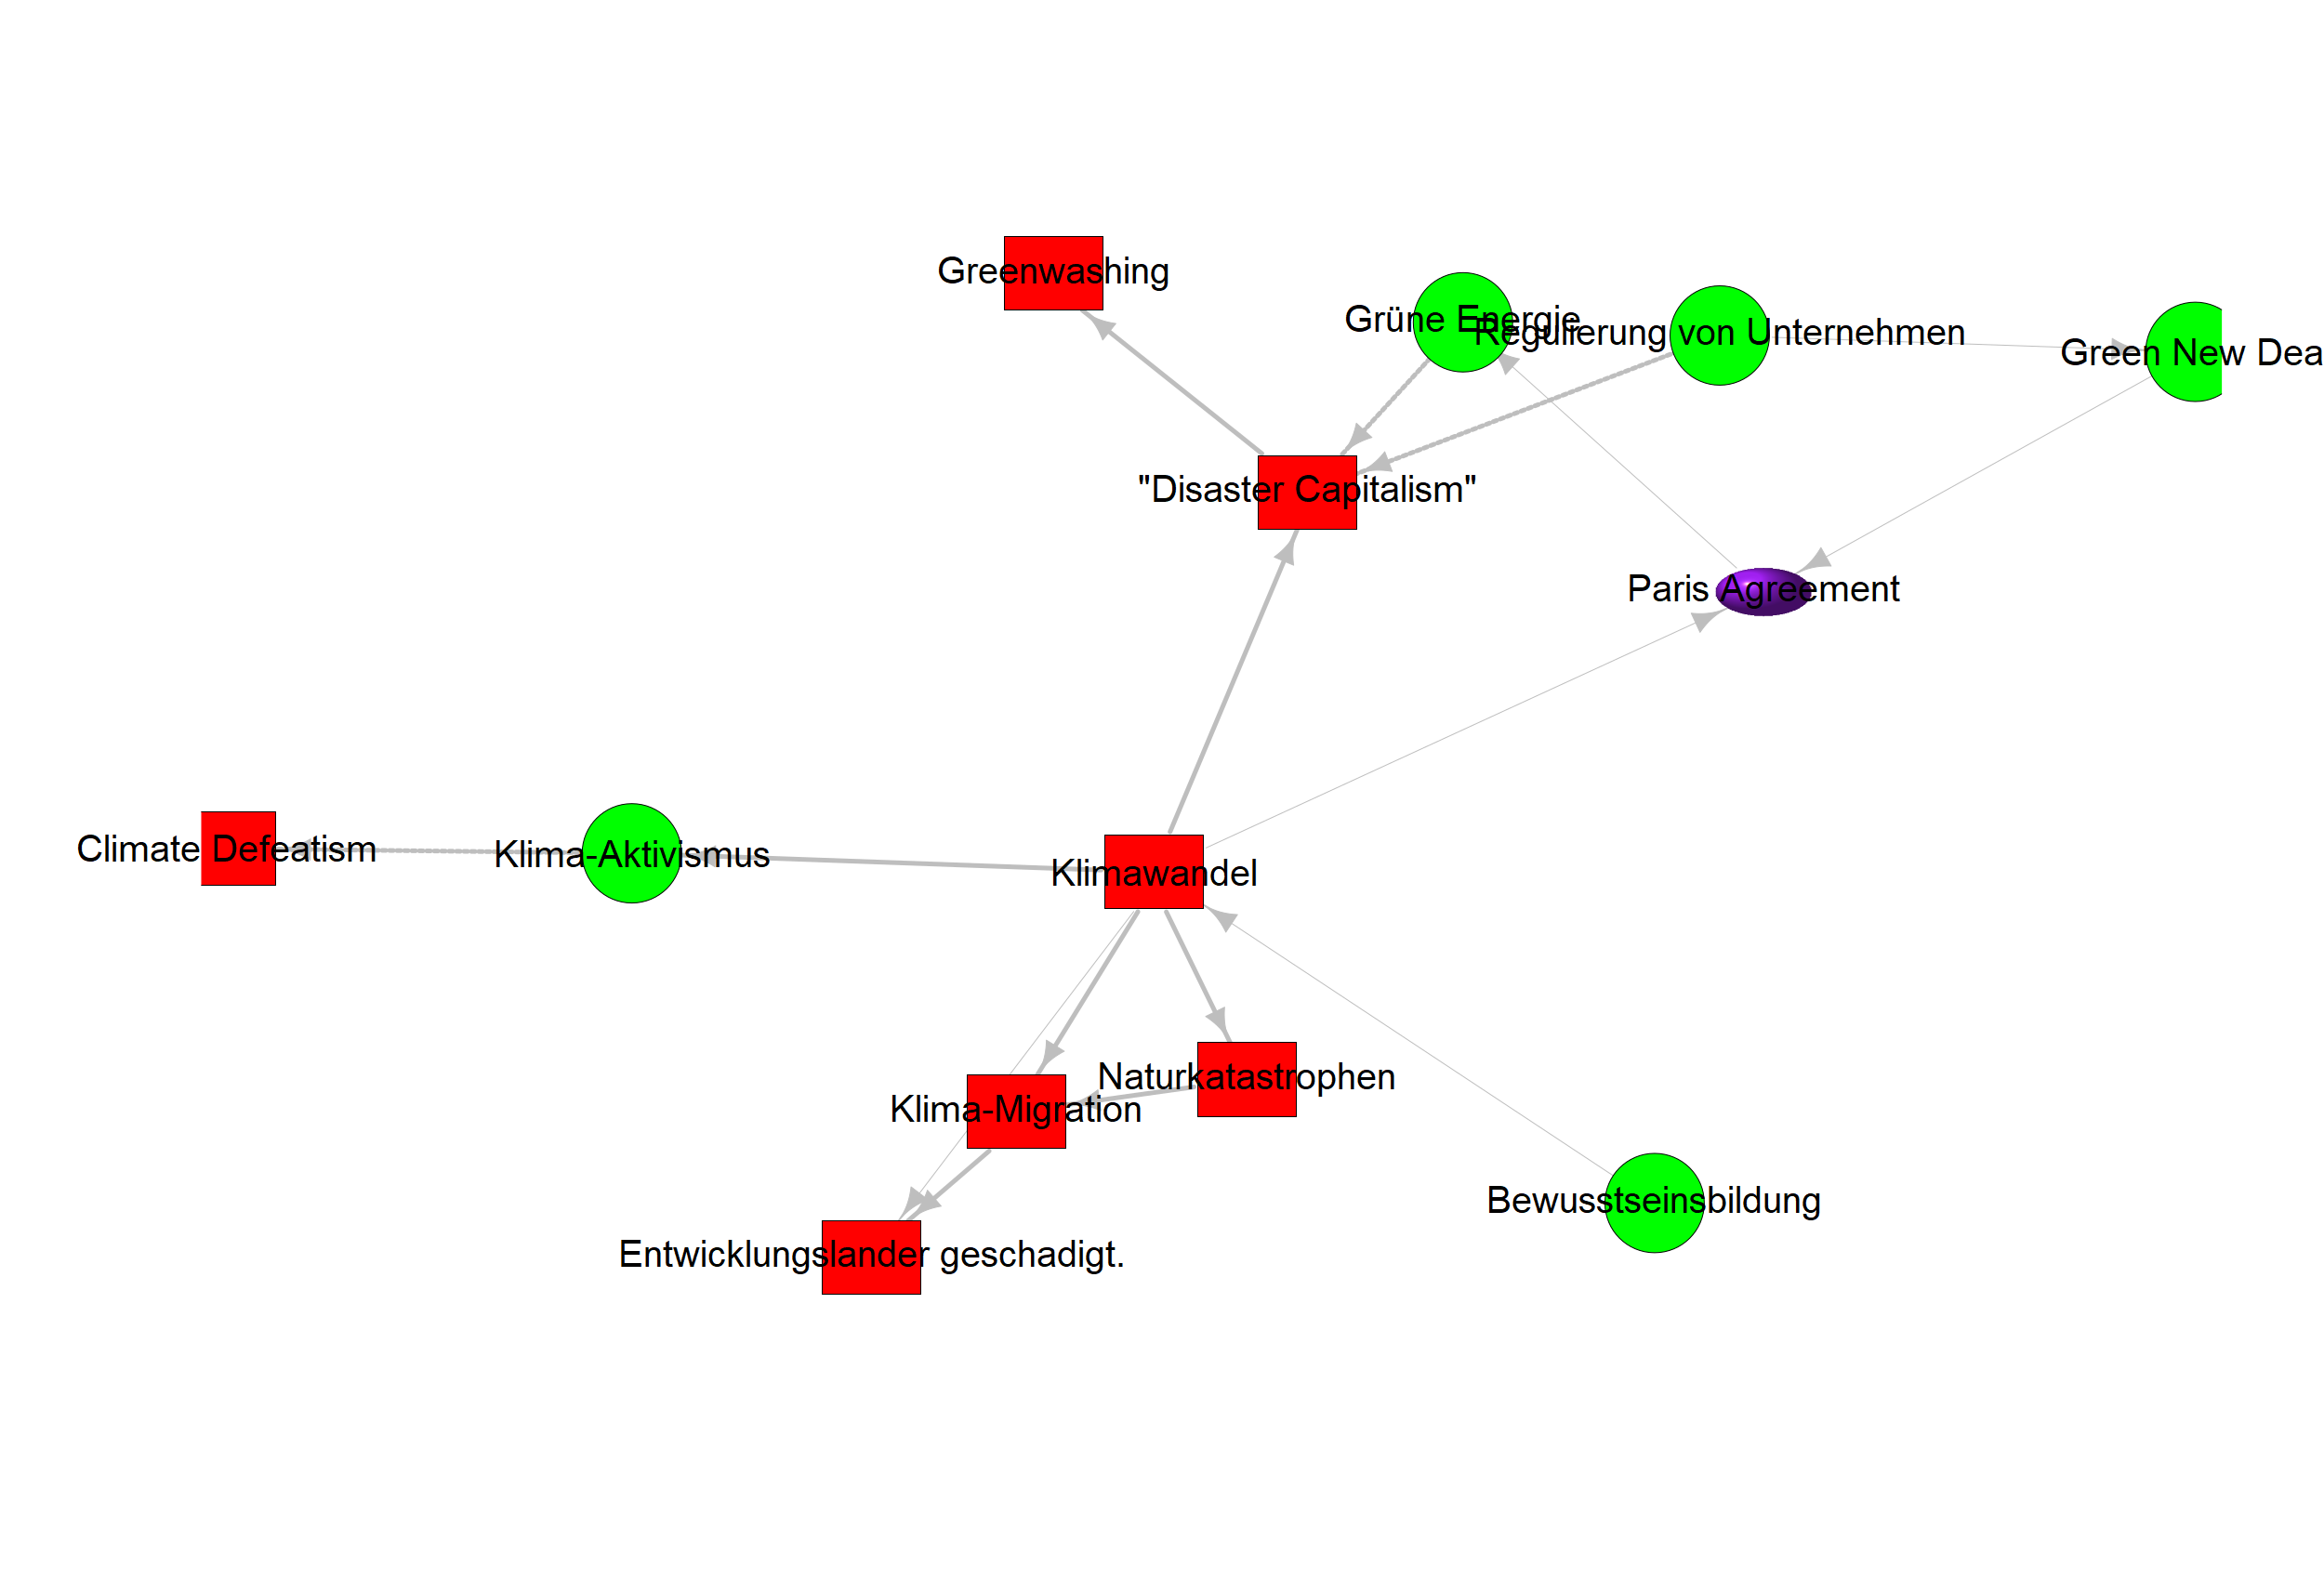 Greenwashing
Grüne Energie
Regulierung von Unternehmen
Green New Dea
"Disaster Capitalism"
Paris Agreement
Climate Defeatism
Klima-Aktivismus
Klimawandel
Naturkatastrophen
Klima-Migration
Bewusstseinsbildung
Entwicklungslander geschadigt.